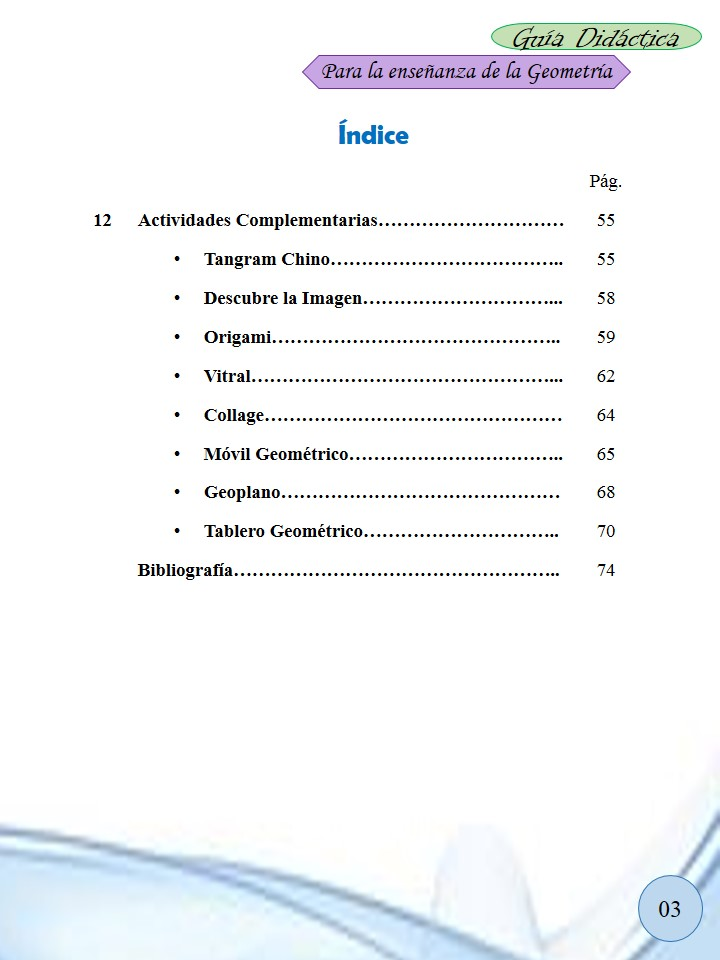 Guía Didáctica
Para la enseñanza de la Geometría
Índice
Pág.
12 Actividades Complementarias………………………… 55
• Tangram Chino……………………………….. 55
• Descubre la Imagen…………………………... 58
• Origami……………………………………….. 59
• Vitral…………………………………………... 62
• Collage………………………………………… 64
• Móvil Geométrico…………………………….. 65
• Geoplano……………………………………… 68
• Tablero Geométrico………………………….. 70
Bibliografía…………………………………………….. 74
03